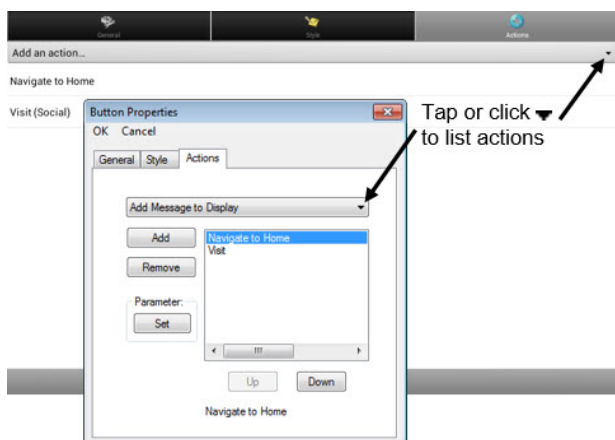 General Style Actions
Add an action...
Navigate to Home
Visit (Social)
Button Properties
OK Cancel
General Style Actions
Add Message to Display
Add
Remove
Navigate to Home
Visit
Parameter:
Set
Up Down
Navigate to Home
Tap or click
to list actions